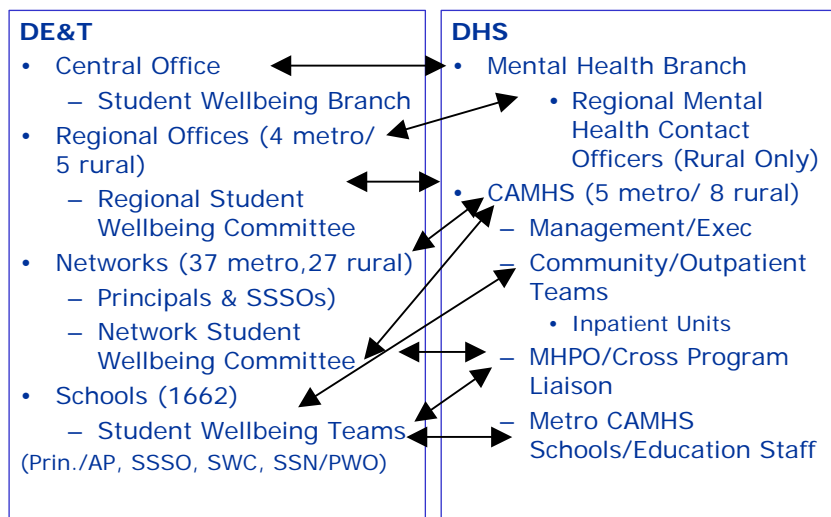 DE&T
• Central Office
– Student Wellbeing Branch
• Regional Offices (4 metro/
5 rural)
– Regional Student
Wellbeing Committee
• Networks (37 metro,27 rural)
– Principals & SSSOs)
– Network Student
Wellbeing Committee
• Schools (1662)
– Student Wellbeing Teams
(Prin./AP, SSSO, SWC, SSN/PWO)
DHS
• Mental Health Branch
• Regional Mental
Health Contact
Officers (Rural Only)
• CAMHS (5 metro/ 8 rural)
– Management/Exec
– Community/Outpatient
Teams
• Inpatient Units
– MHPO/Cross Program
Liaison
– Metro CAMHS
Schools/Education Staff